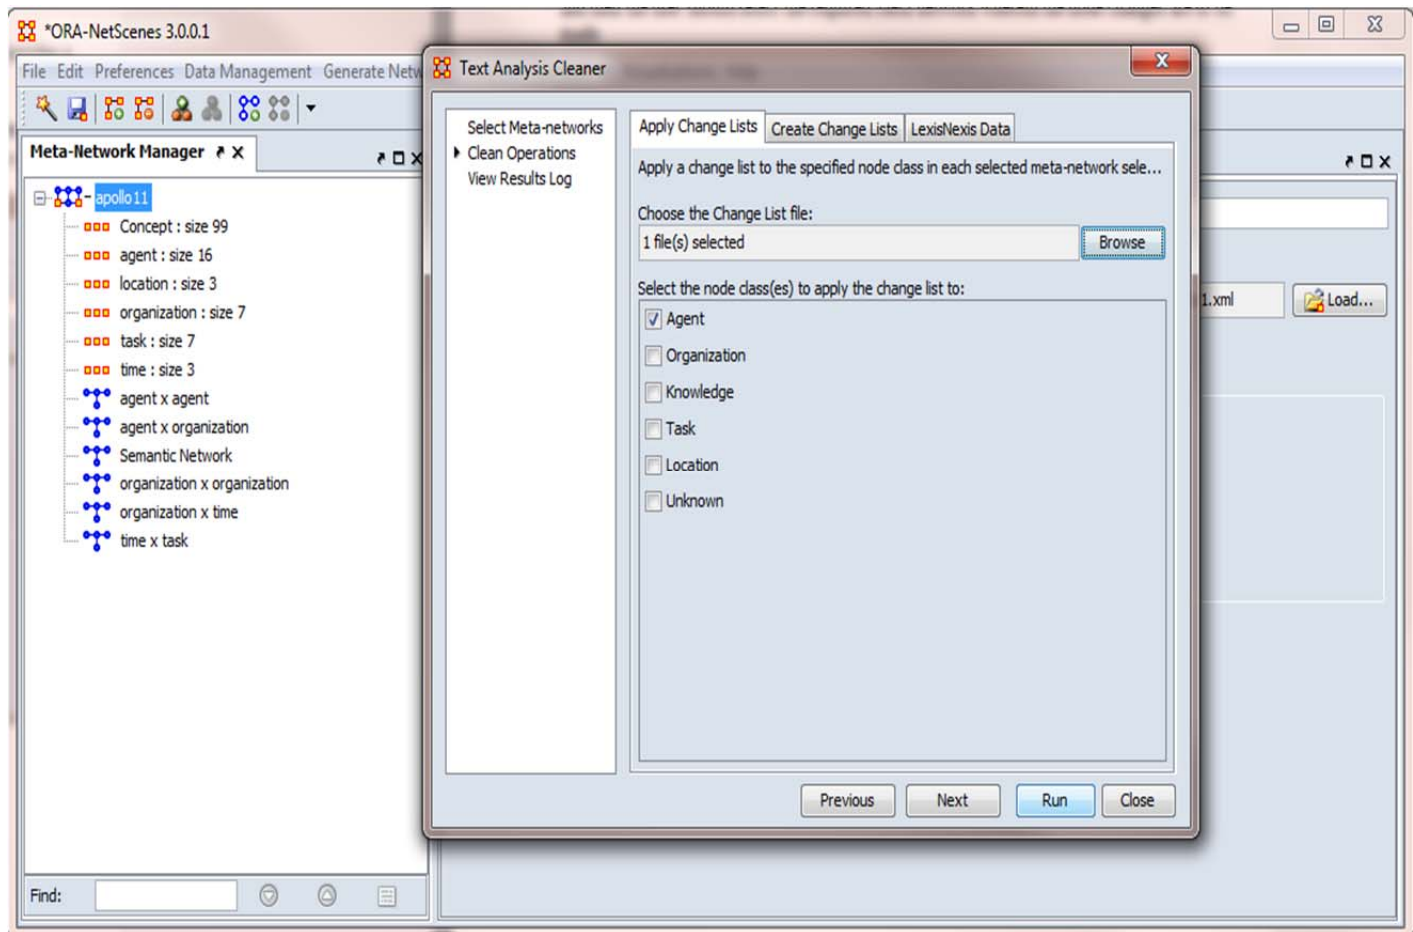 *ORA-NetScenes 3.0.0.1
File Edit Preferences Data Management Generate Netw
Meta-Network Manager
apollo11
Concept : size 99
agent : size 16
location : size 3
organization : size 7
task : size 7
time : size 3
agent x agent
agent x organization
Semantic Network
organization x organization
organization x time
time x task
Find:
Text Analysis Cleaner
Select Meta-networks
Clean Operations
View Results Log
Apply Change Lists Create Change Lists LexisNexis Data
Apply a change list to the specified node class in each selected meta-network sele...
Choose the Change List file:
1 file(s) selected Browse
Select the node class(es) to apply the change list to:
Agent
Organization
Knowledge
Task
Location
Unknown
Previous Next Run Close
1.xml Load...